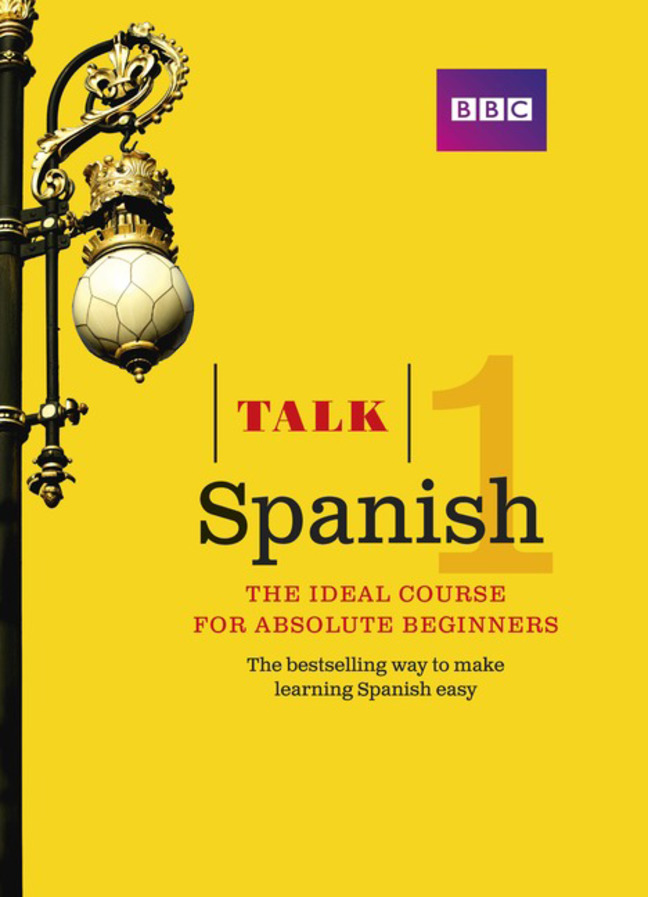 BBC
TALK
1
Spanish
THE IDEAL COURSE
FOR ABSOLUTE BEGINNERS
The bestselling way to make
learning Spanish easy